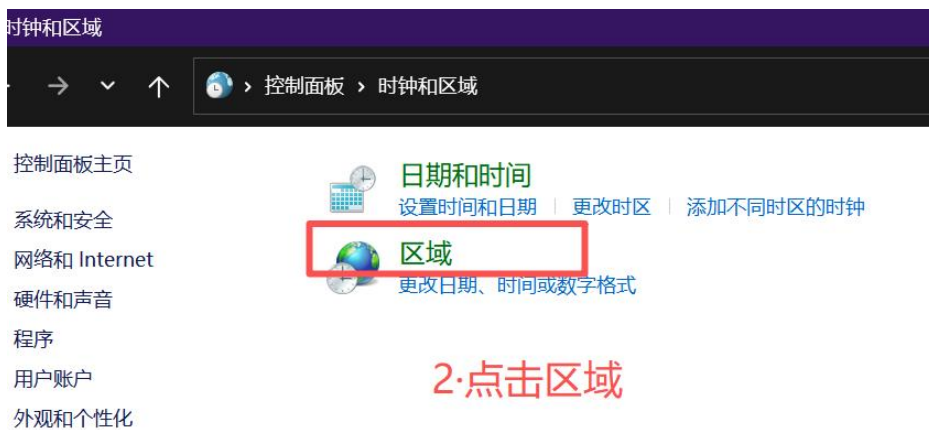 时钟和区域
控制面板 › 时钟和区域
控制面板主页
系统和安全
网络和 Internet
硬件和声音
程序
用户账户
外观和个性化
日期和时间
设置时间和日期 | 更改时区 | 添加不同时区的时钟
区域
更改日期、时间或数字格式
2·点击区域